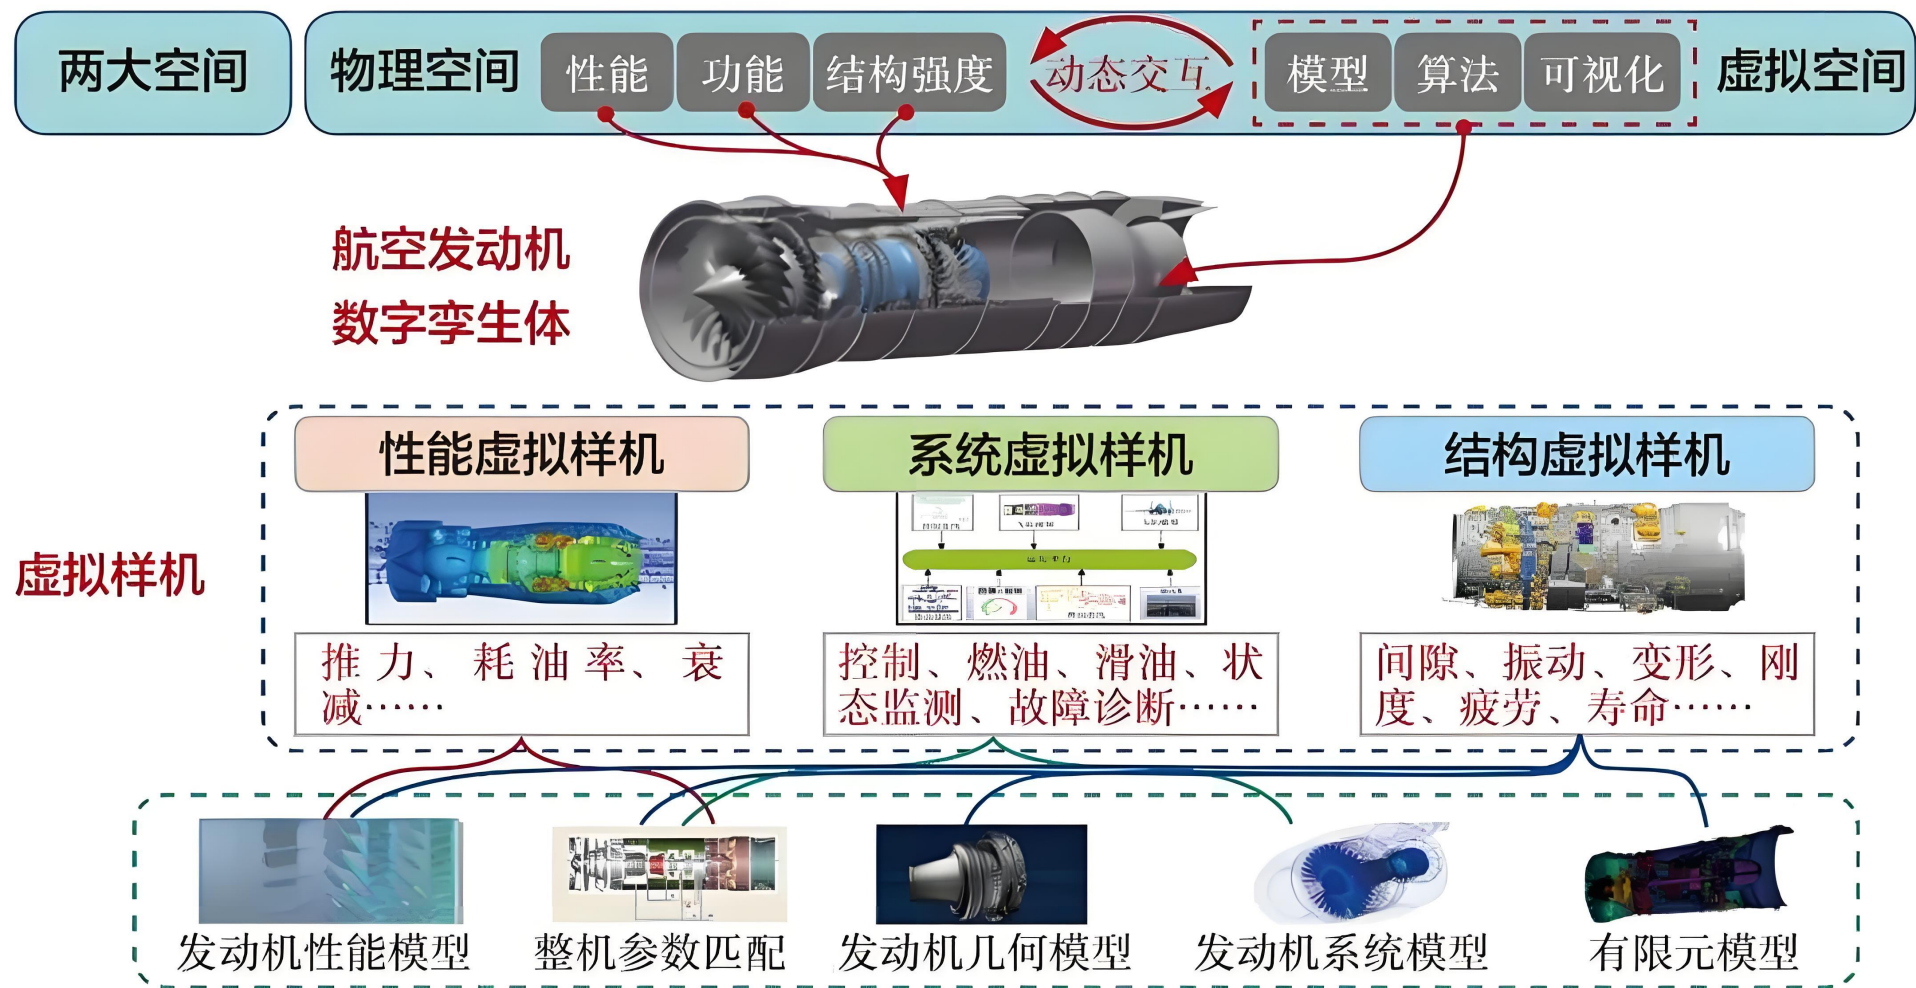 两大空间
物理空间
性能
功能
结构强度
动态交互
模型
算法
可视化
虚拟空间
航空发动机
数字孪生体
虚拟样机
性能虚拟样机
系统虚拟样机
结构虚拟样机
推力、耗油率、衰
减……
控制、燃油、滑油、状
态监测、故障诊断……
间隙、振动、变形、刚
度、疲劳、寿命……
发动机性能模型
整机参数匹配
发动机几何模型
发动机系统模型
有限元模型